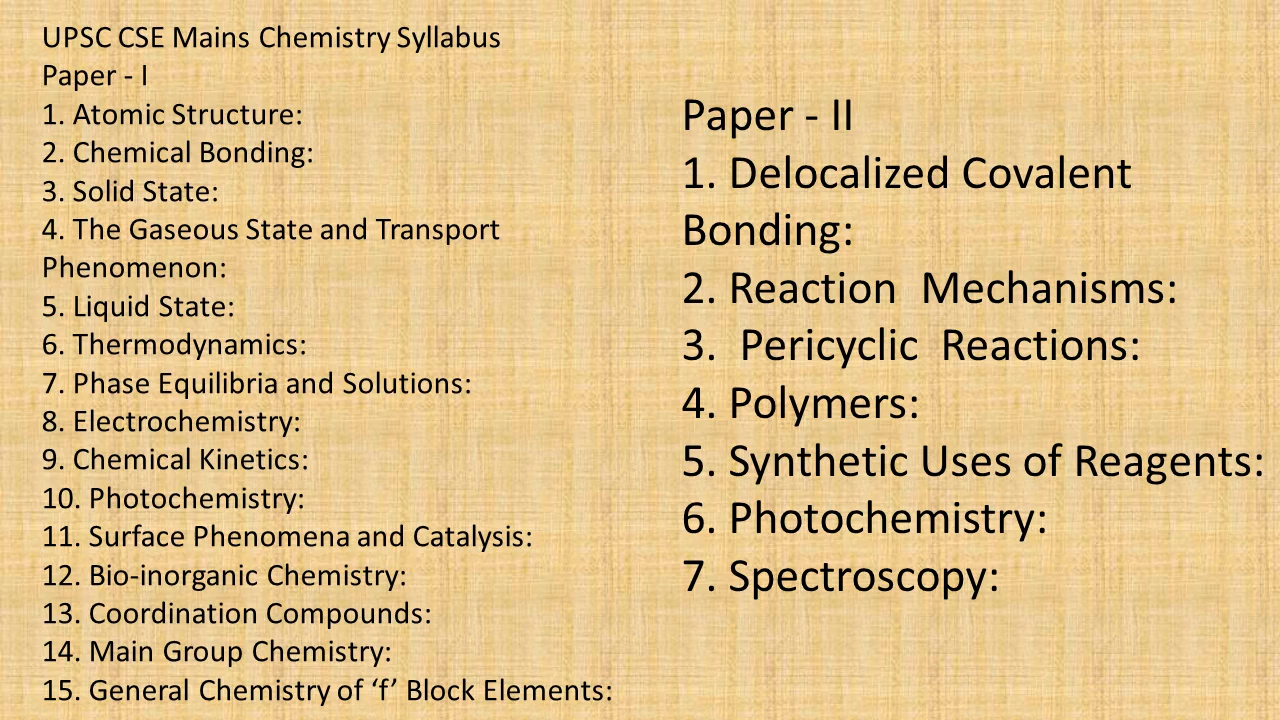 UPSC CSE Mains Chemistry Syllabus
Paper - I
1. Atomic Structure:
2. Chemical Bonding:
3. Solid State:
4. The Gaseous State and Transport
Phenomenon:
5. Liquid State:
6. Thermodynamics:
7. Phase Equilibria and Solutions:
8. Electrochemistry:
9. Chemical Kinetics:
10. Photochemistry:
11. Surface Phenomena and Catalysis:
12. Bio-inorganic Chemistry:
13. Coordination Compounds:
14. Main Group Chemistry:
15. General Chemistry of ‘f’ Block Elements:
Paper - II
1. Delocalized Covalent
Bonding:
2. Reaction  Mechanisms:
3.  Pericyclic  Reactions:
4. Polymers:
5. Synthetic Uses of Reagents:
6. Photochemistry:
7. Spectroscopy: